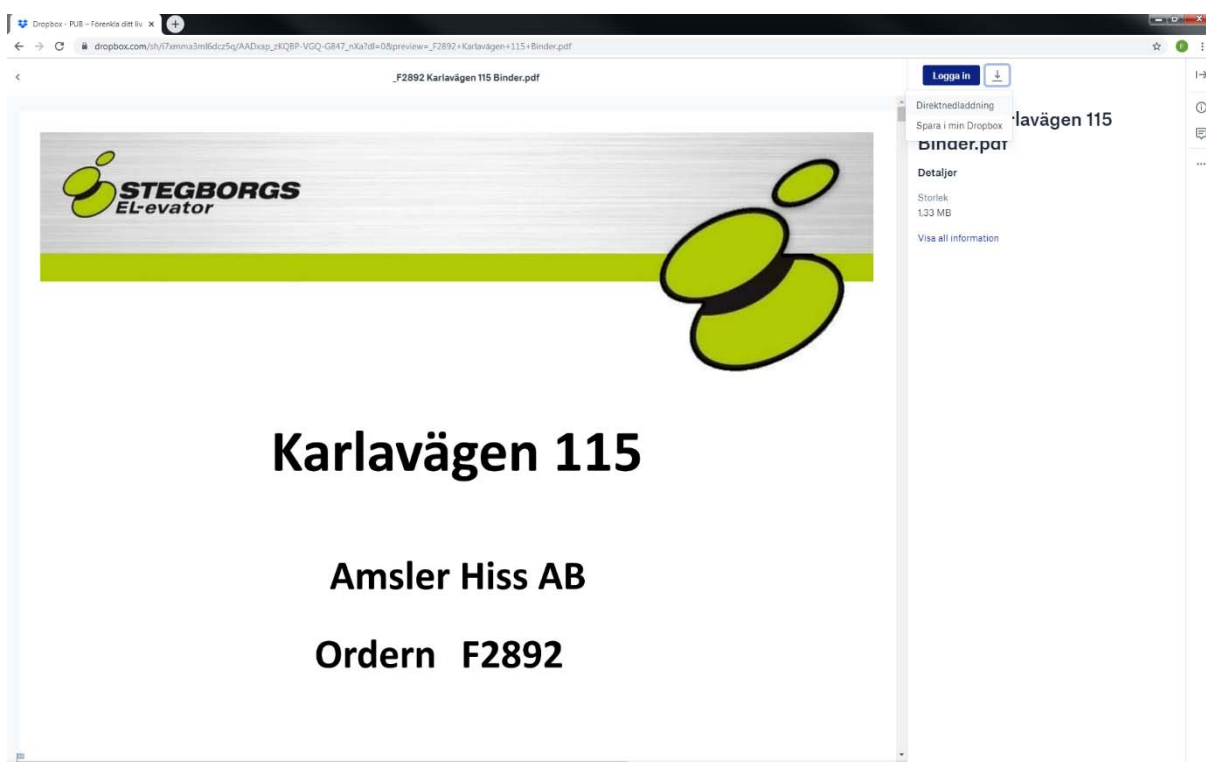 Dropbox - PUB – Förenkla ditt liv
dropbox.com/sh/i7xmma3ml6dcz5q/AADxap_zKQBP-VGQ-G847_nXa?dl=0&preview=_F2892+Karlavägen+115+Binder.pdf
_F2892 Karlavägen 115 Binder.pdf
Logga in
Direktnedladdning
Spara i min Dropbox
lavägen 115
Binder.pdf
Detaljer
Storlek
1,33 MB
Visa all information
STEGBORGS
EL-evator
Karlavägen 115
Amsler Hiss AB
Ordern F2892